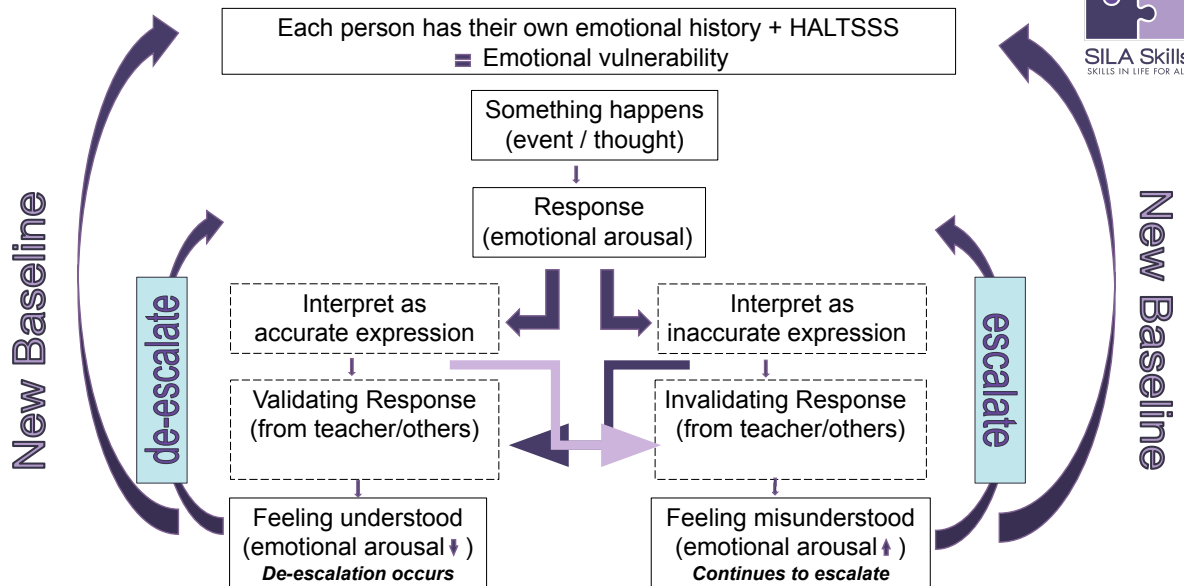 Each person has their own emotional history + HALTSSS
= Emotional vulnerability
SILA Skills
SKILLS IN LIFE FOR AL
Something happens
(event / thought)
Response
(emotional arousal)
New Baseline
de-escalate
Interpret as
accurate expression
Interpret as
inaccurate expression
escalate
New Baseline
Validating Response
(from teacher/others)
Invalidating Response
(from teacher/others)
Feeling understood
(emotional arousal ↓ )
De-escalation occurs
Feeling misunderstood
(emotional arousal ↑ )
Continues to escalate